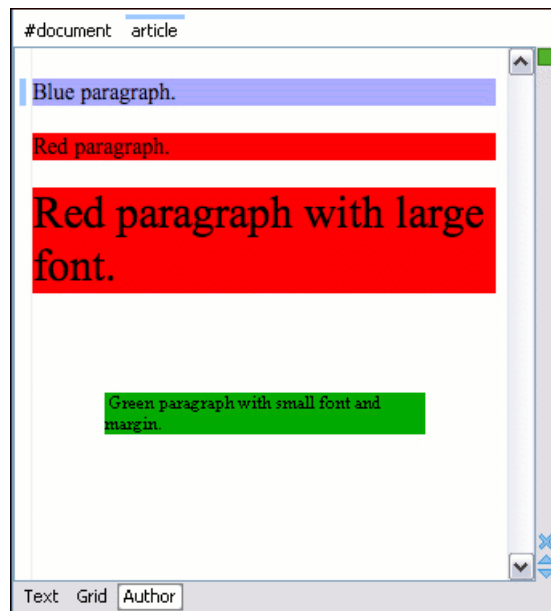 #document article
Blue paragraph.
Red paragraph.
Red paragraph with large
font.
Green paragraph with small font and
margin.
Text Grid Author